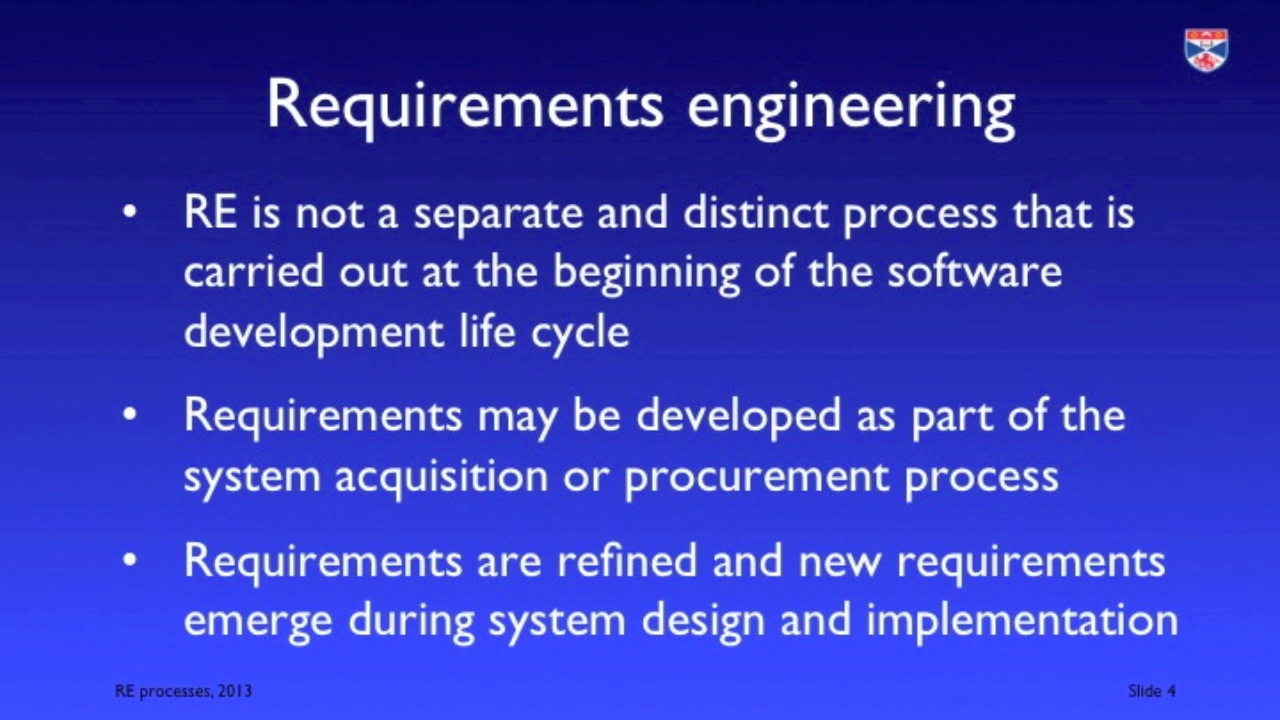 Requirements engineering
• RE is not a separate and distinct process that is
carried out at the beginning of the software
development life cycle
• Requirements may be developed as part of the
system acquisition or procurement process
• Requirements are refined and new requirements
emerge during system design and implementation
RE processes, 2013
Slide 4